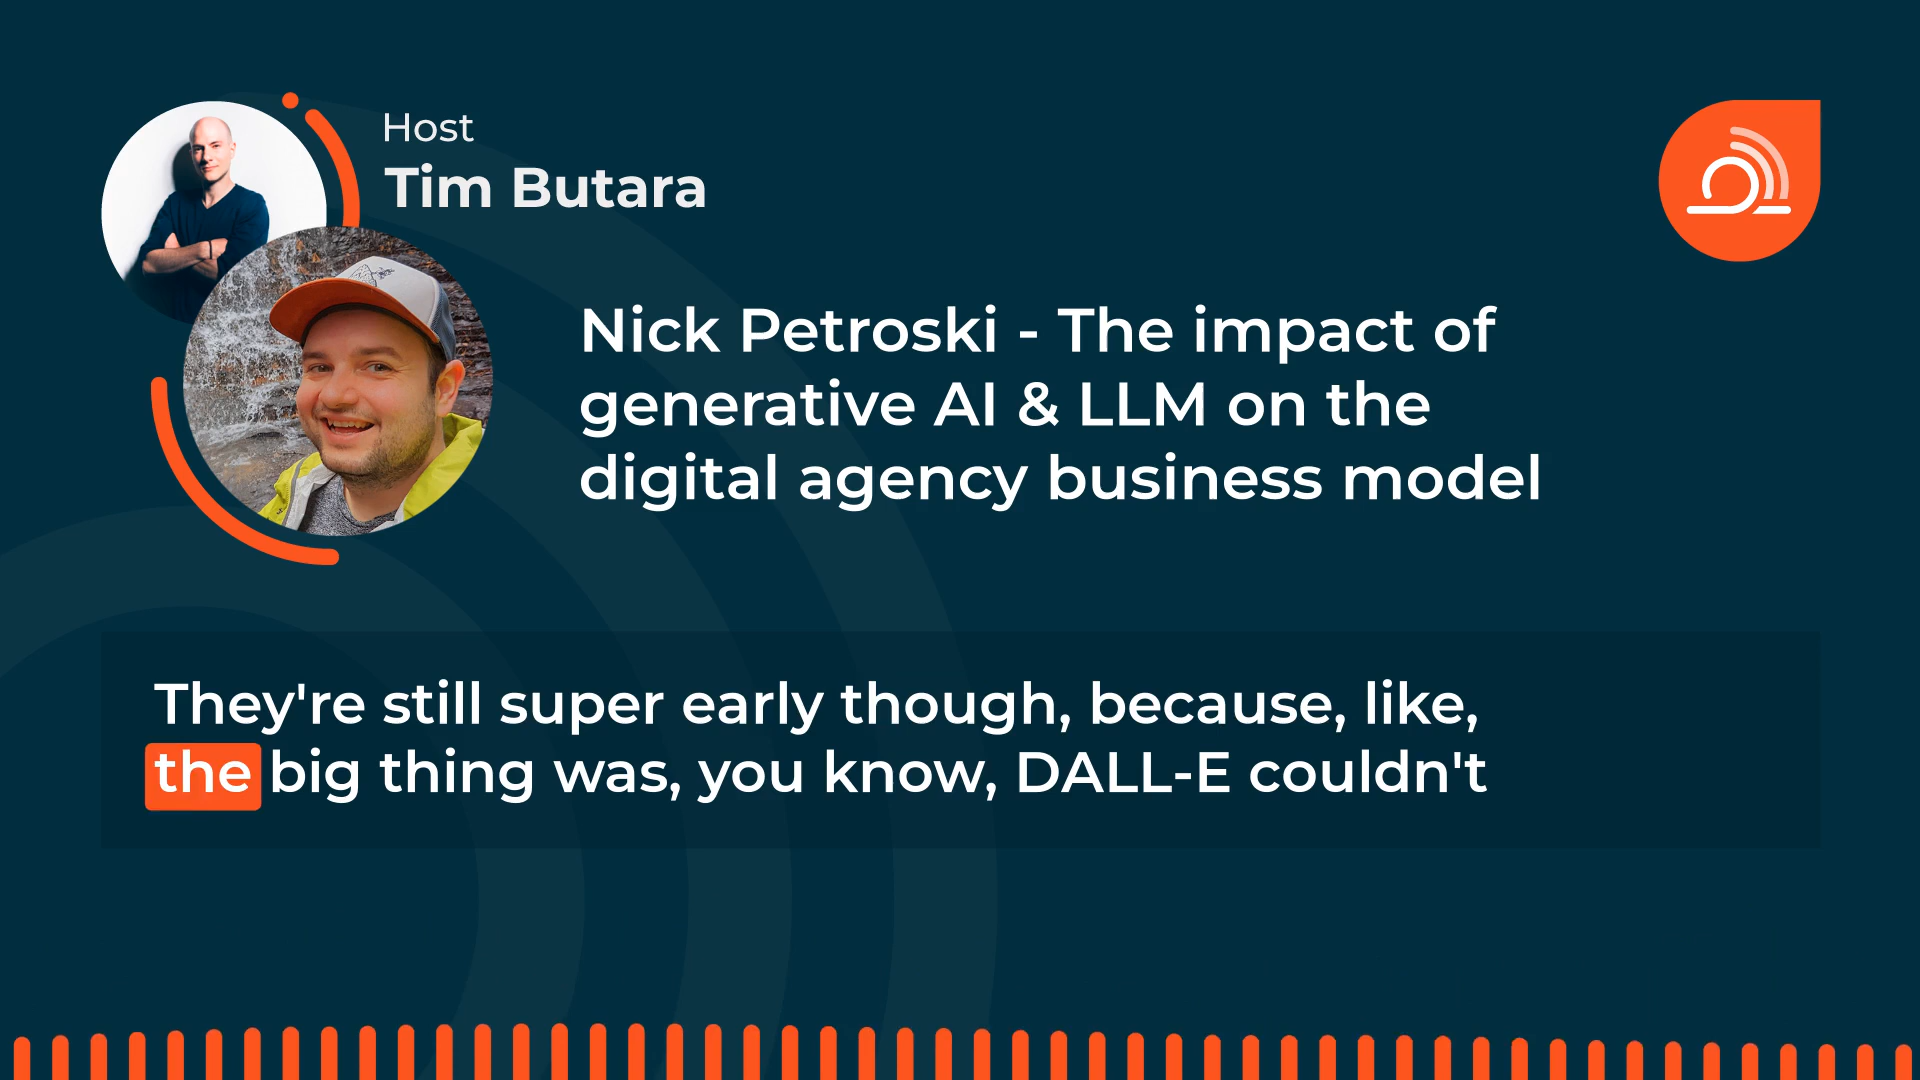 Host
Tim Butara
Nick Petroski - The impact of
generative AI & LLM on the
digital agency business model
They're still super early though, because, like,
the big thing was, you know, DALL-E couldn't